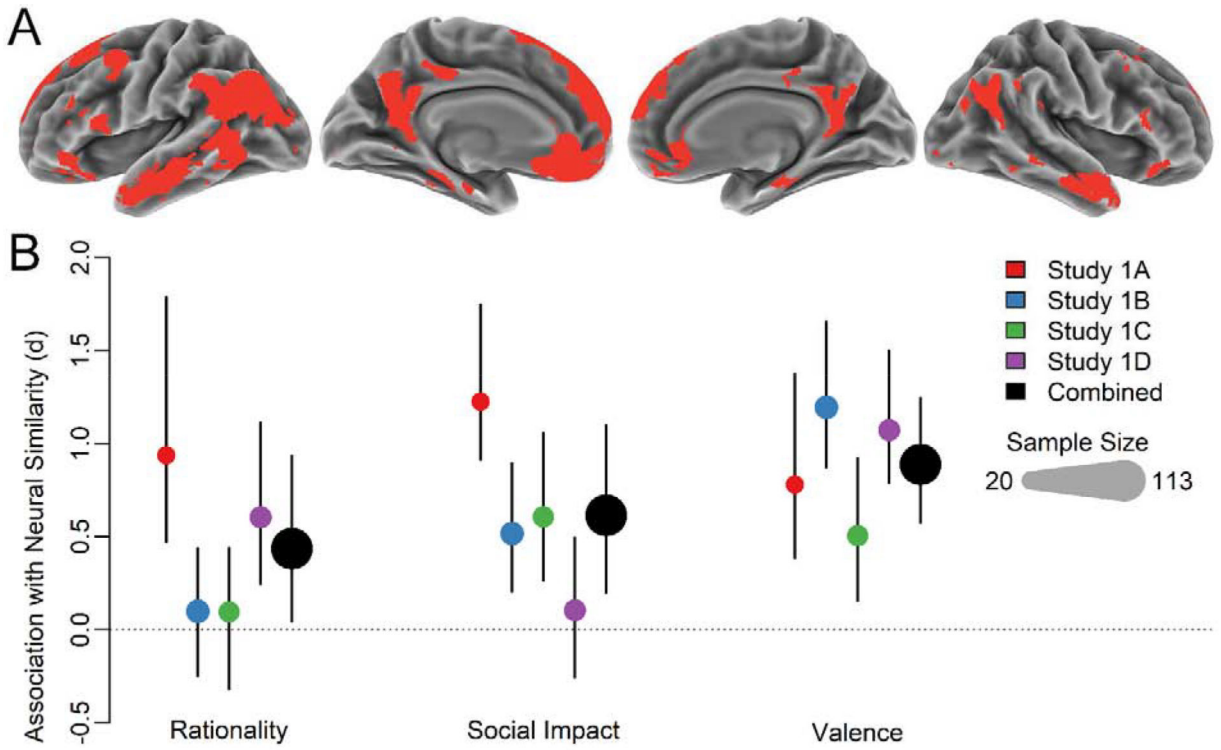 A
B
Association with Neural Similarity (d)
2.0
1.5
1.0
0.5
0.0
-0.5
Rationality
Social Impact
Valence
Study 1A
Study 1B
Study 1C
Study 1D
Combined
Sample Size
20 113